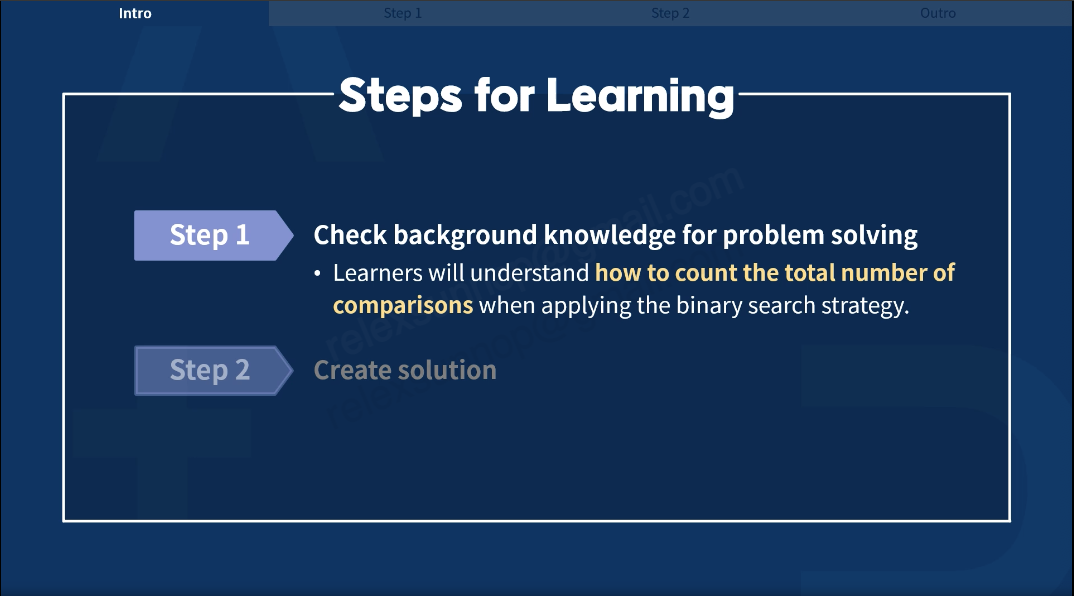 Intro
Step 1
Step 2
Outro
Steps for Learning
Step 1
Check background knowledge for problem solving
• Learners will understand how to count the total number of
comparisons when applying the binary search strategy.
Step 2
Create solution